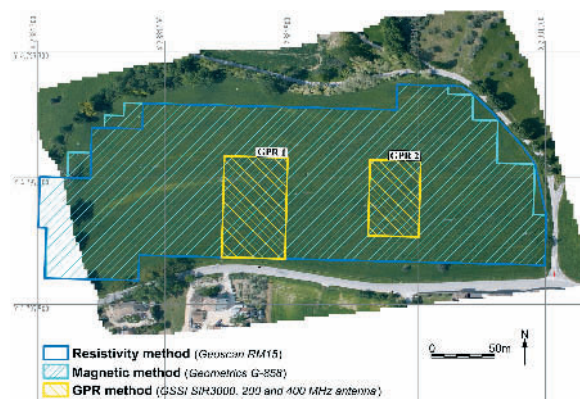 GPR 1
GPR 2
N
0 50m
Resistivity method (Geoscan RM15)
Magnetic method (Geometrics G-858)
GPR method (GSSI SIR3000, 200 and 400 MHz antenna)